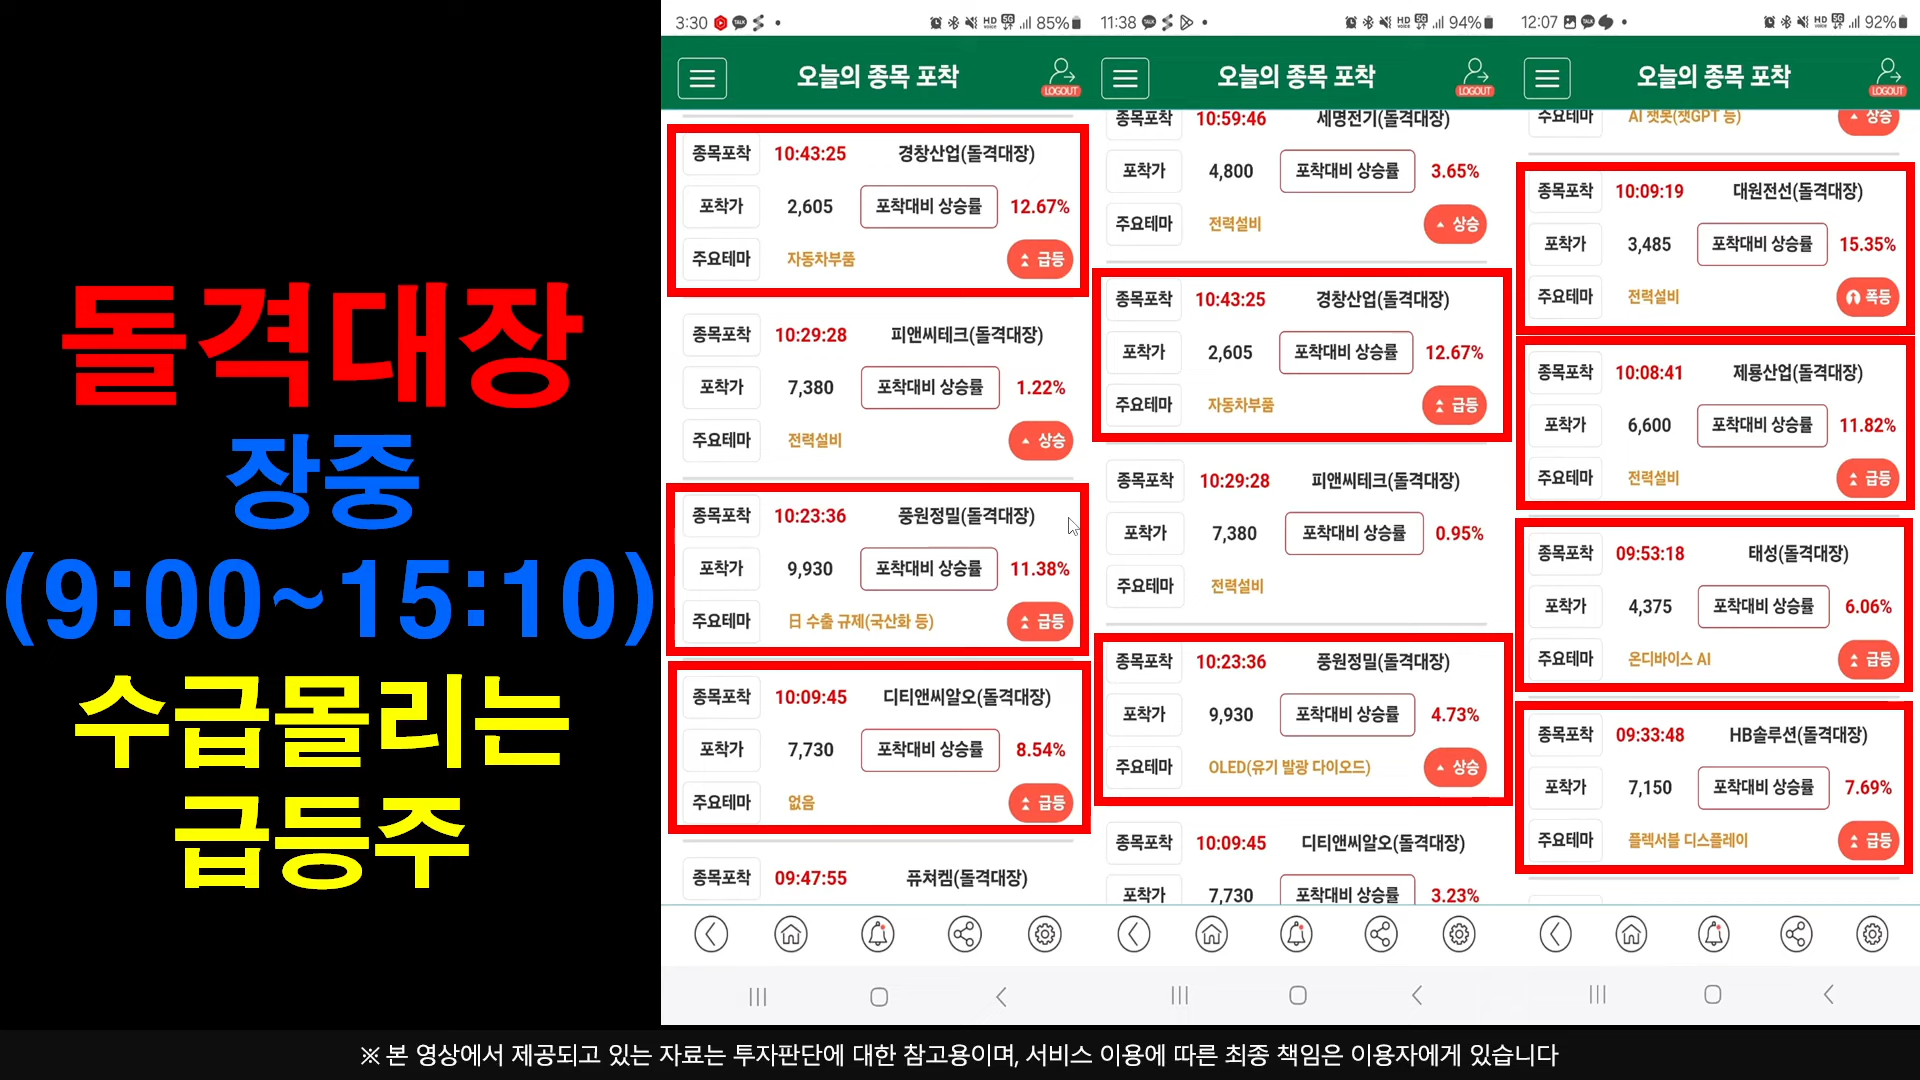 돌격대장
장중
(9:00~15:10)
수급몰리는
급등주
3:30
85%
오늘의 종목 포착
LOGOUT
종목포착 10:43:25 경창산업(돌격대장)
포착가 2,605 포착대비 상승률 12.67%
주요테마 자동차부품 급등
종목포착 10:29:28 피앤씨테크(돌격대장)
포착가 7,380 포착대비 상승률 1.22%
주요테마 전력설비 상승
종목포착 10:23:36 풍원정밀(돌격대장)
포착가 9,930 포착대비 상승률 11.38%
주요테마 日 수출 규제(국산화 등) 급등
종목포착 10:09:45 디티앤씨알오(돌격대장)
포착가 7,730 포착대비 상승률 8.54%
주요테마 없음 급등
종목포착 09:47:55 퓨쳐켐(돌격대장)
11:38
94%
오늘의 종목 포착
LOGOUT
종목포착 10:59:46 세명전기(돌격대장)
포착가 4,800 포착대비 상승률 3.65%
주요테마 전력설비 상승
종목포착 10:43:25 경창산업(돌격대장)
포착가 2,605 포착대비 상승률 12.67%
주요테마 자동차부품 급등
종목포착 10:29:28 피앤씨테크(돌격대장)
포착가 7,380 포착대비 상승률 0.95%
주요테마 전력설비
종목포착 10:23:36 풍원정밀(돌격대장)
포착가 9,930 포착대비 상승률 4.73%
주요테마 OLED(유기 발광 다이오드) 상승
종목포착 10:09:45 디티앤씨알오(돌격대장)
포착가 7,730 포착대비 상승률 3.23%
12:07
92%
오늘의 종목 포착
LOGOUT
주요테마 AI 챗봇(챗GPT 등) 상승
종목포착 10:09:19 대원전선(돌격대장)
포착가 3,485 포착대비 상승률 15.35%
주요테마 전력설비 폭등
종목포착 10:08:41 제룡산업(돌격대장)
포착가 6,600 포착대비 상승률 11.82%
주요테마 전력설비 급등
종목포착 09:53:18 태성(돌격대장)
포착가 4,375 포착대비 상승률 6.06%
주요테마 온디바이스 AI 급등
종목포착 09:33:48 HB솔루션(돌격대장)
포착가 7,150 포착대비 상승률 7.69%
주요테마 플렉서블 디스플레이 급등
※ 본 영상에서 제공되고 있는 자료는 투자판단에 대한 참고용이며, 서비스 이용에 따른 최종 책임은 이용자에게 있습니다